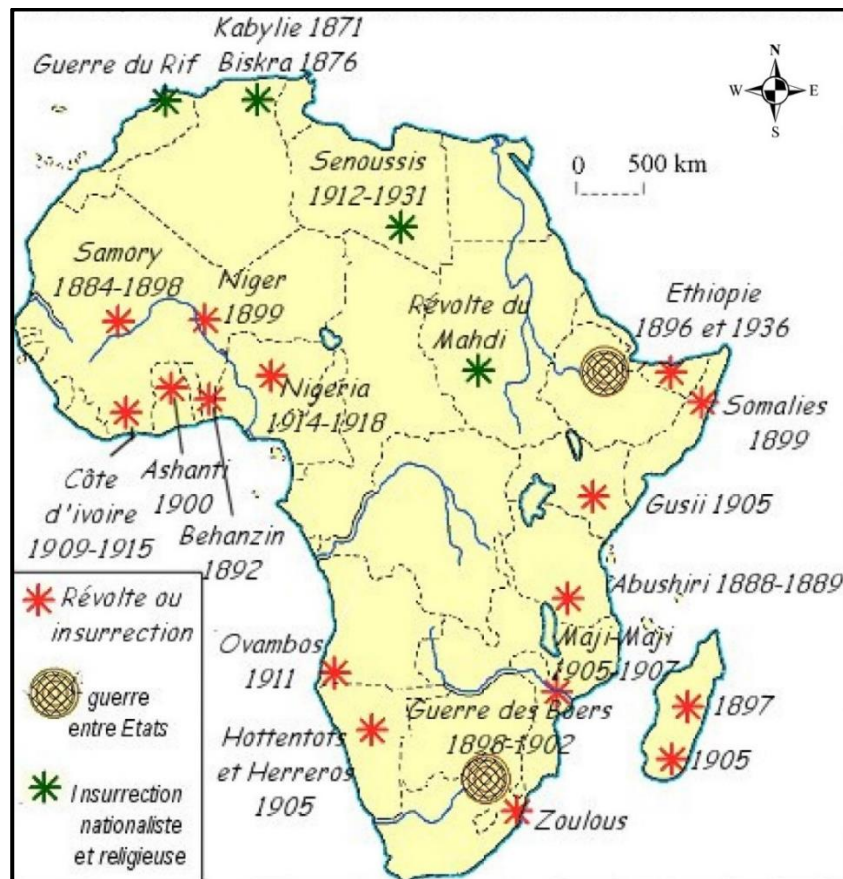 Kabylie 1871
Guerre du Rif
Biskra 1876
N
W
E
S
0 500 km
Senoussis
1912-1931
Samory
1884-1898
Niger
1899
Révolte du
Mahdi
Ethiopie
1896 et 1936
Nigeria
1914-1918
Somalies
1899
Côte
d'ivoire
1909-1915
Ashanti
1900
Behanzin
1892
Gusii 1905
Abushiri 1888-1889
Maji-Maji
1905-1907
Ovambos
1911
Guerre des Boers
1898-1902
Hottentots
et Herreros
1905
1897
1905
Zoulous
Révolte ou
insurrection
guerre
entre Etats
Insurrection
nationaliste
et religieuse